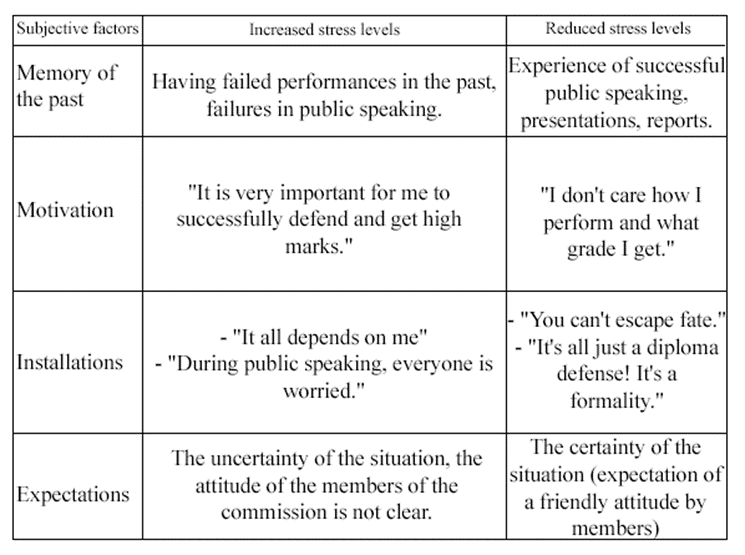 Subjective factors
Increased stress levels
Reduced stress levels
Memory of
the past
Having failed performances in the past,
failures in public speaking.
Experience of successful
public speaking,
presentations, reports.
Motivation
"It is very important for me to
successfully defend and get high
marks."
"I don't care how I
perform and what
grade I get."
Installations
- "It all depends on me"
- "During public speaking, everyone is
worried."
- "You can't escape fate."
- "It's all just a diploma
defense! It's a
formality."
Expectations
The uncertainty of the situation, the
attitude of the members of the
commission is not clear.
The certainty of the
situation (expectation of
a friendly attitude by
members)